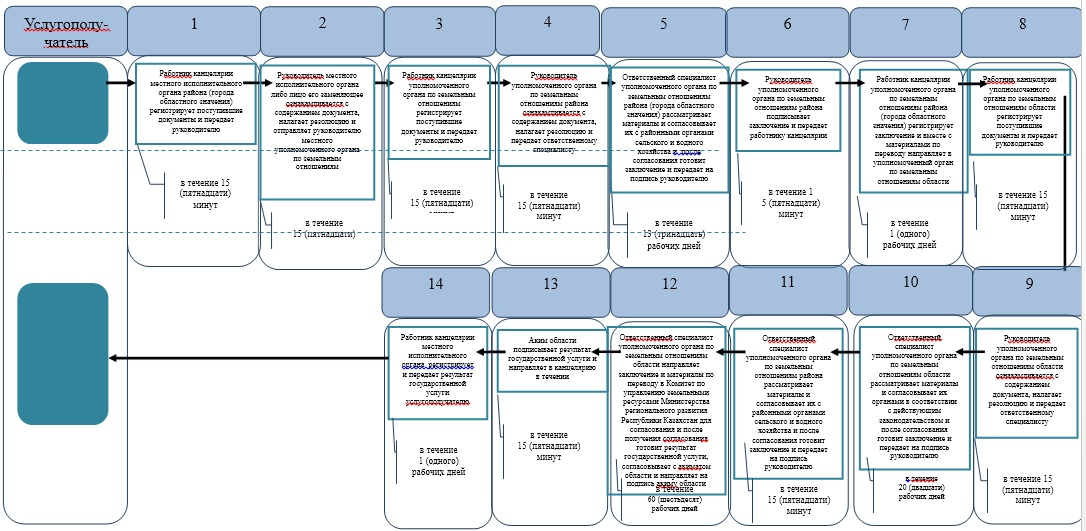 Услугополу-
чатель
1
2
3
4
5
6
7
8
Работник канцелярии
местного исполнительного
органа района (города
областного значения)
регистрирует поступившие
документы и передает
руководителю
в течение 15
(пятнадцати)
минут
Руководитель местного
исполнительного органа
либо лицо его заменяющее
ознакамливается с
содержанием документа,
налагает резолюцию и
отправляет руководителю
местного
уполномоченного органа
по земельным
отношениям
в течение
15 (пятнадцати)
Работник канцелярии
уполномоченного
органа по земельным
отношениям
регистрирует
поступившие
документы и передает
руководителю
в течение
15 (пятнадцати)
Руководитель
уполномоченного органа
по земельным
отношениям района
ознакамливается с
содержанием документа,
налагает резолюцию и
передает ответственному
специалисту
в течение
15 (пятнадцати)
минут
Ответственный специалист
уполномоченного органа по
земельным отношениям
района (города областного
значения) рассматривает
материалы и согласовывает
их с районными органами
сельского и водного
хозяйства и после
согласования готовит
заключение и передает на
подпись руководителю
в течение
13 (тринадцать)
рабочих дней
Руководитель
уполномоченного
органа по земельным
отношениям района
подписывает
заключение и передает
работнику канцелярии
в течение 1
5 (пятнадцати)
минут
Работник канцелярии
уполномоченного органа по
земельным отношениям
района (города
областного
значения) регистрирует
заключение и вместе с
материалами по
переводу направляет в
уполномоченный орган
по земельным
отношениям области
в течение
1 (одного)
рабочих дней
Работник канцелярии
уполномоченного
органа по земельным
отношениям области
регистрирует
поступившие
документы и передает
руководителю
в течение 15
(пятнадцати)
минут
14
13
12
11
10
9
Работник канцелярии
местного
исполнительного
органа, регистрирует
и передает результат
государственной
услуги
услугополучателю
в течение
1 (одного)
рабочих дней
Аким области
подписывает результат
государственной услуги и
направляет в канцелярию
в течении
в течение
15 (пятнадцати)
минут
Ответственный специалист
уполномоченного органа по
земельным отношениям
области направляет
заключение и материалы по
переводу в Комитет по
управлению земельными
ресурсами Министерства
регионального развития
Республики Казахстан для
согласования и после
получения согласования
готовит результат
государственной услуги,
согласовывает с акиматом
области и направляет на
подпись акиму области
в течение
60 (шестьдесят)
рабочих дней
Ответственный
специалист
уполномоченного органа
по земельным
отношениям района
рассматривает
материалы и
согласовывает их с
районными органами
сельского и водного
хозяйства и после
согласования готовит
заключение и передает
на подпись
руководителю
в течение
15 (пятнадцати)
минут
Ответственный
специалист
уполномоченного органа
по земельным
отношениям области
рассматривает материалы
и согласовывает их
органами в соответствии
с действующим
законодательством и
после согласования
готовит заключение и
передает на подпись
руководителю
в течение
20 (двадцати)
рабочих дней
Руководитель
уполномоченного
органа по земельным
отношениям области
ознакамливается с
содержанием
документа, налагает
резолюцию и передает
ответственному
специалисту
в течение 15
(пятнадцати)
минут